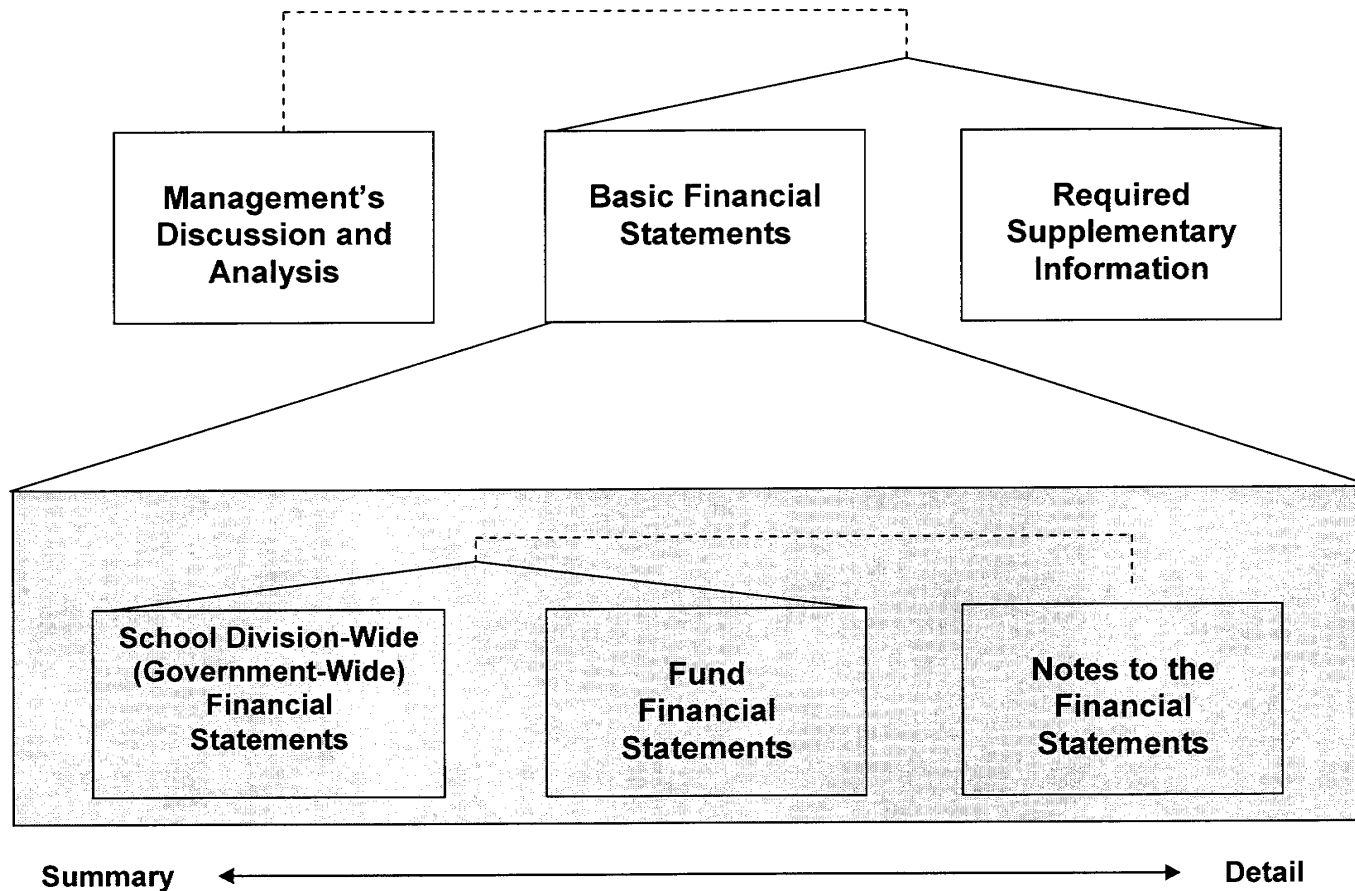 Management’s
Discussion and
Analysis
Basic Financial
Statements
Required
Supplementary
Information
School Division-Wide
(Government-Wide)
Financial
Statements
Fund
Financial
Statements
Notes to the
Financial
Statements
Summary
Detail